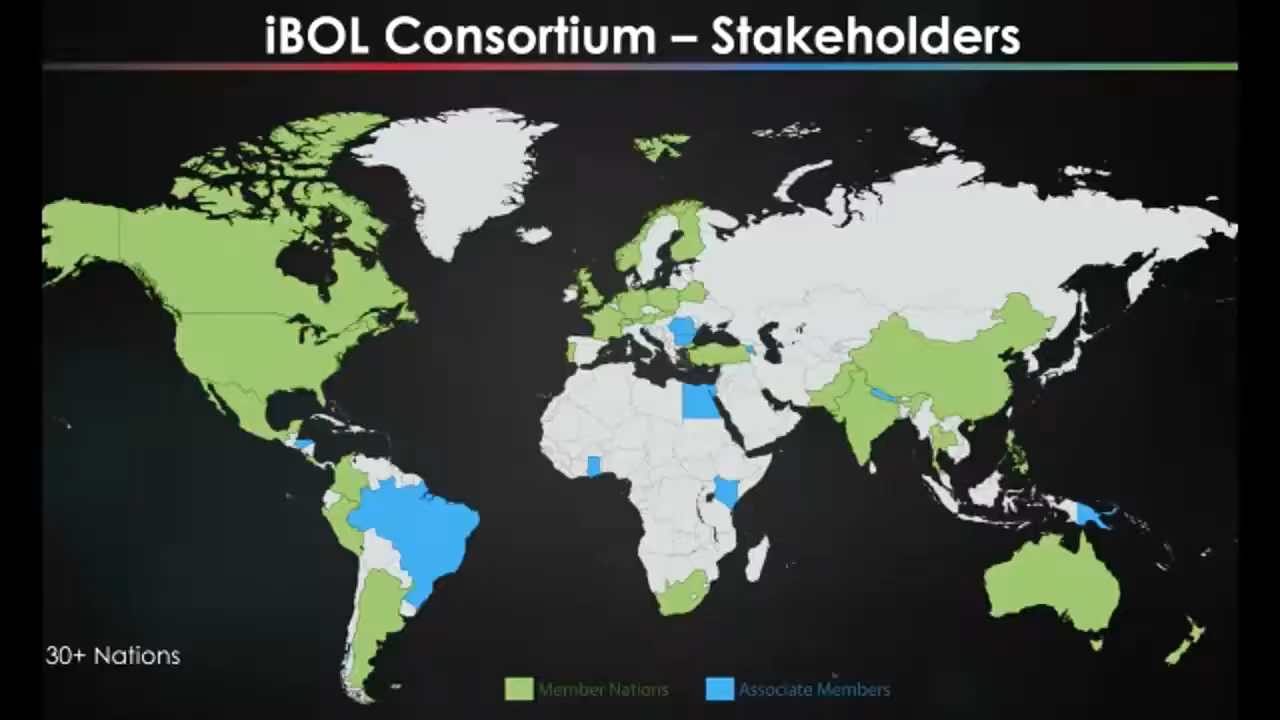 iBOL Consortium – Stakeholders
30+ Nations
Member Nations
Associate Members